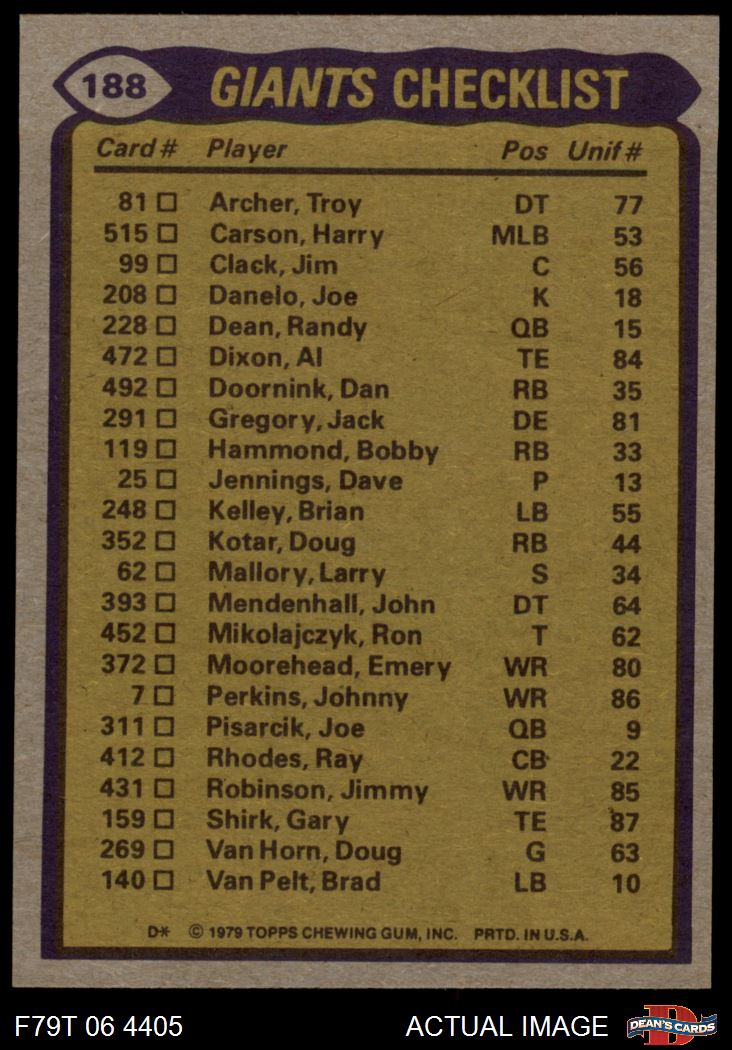 188 GIANTS CHECKLIST
Card # Player Pos Unif #
81 ☐ Archer, Troy DT 77
515 ☐ Carson, Harry MLB 53
99 ☐ Clack, Jim C 56
208 ☐ Danelo, Joe K 18
228 ☐ Dean, Randy QB 15
472 ☐ Dixon, Al TE 84
492 ☐ Doornink, Dan RB 35
291 ☐ Gregory, Jack DE 81
119 ☐ Hammond, Bobby RB 33
25 ☐ Jennings, Dave P 13
248 ☐ Kelley, Brian LB 55
352 ☐ Kotar, Doug RB 44
62 ☐ Mallory, Larry S 34
393 ☐ Mendenhall, John DT 64
452 ☐ Mikolajczyk, Ron T 62
372 ☐ Moorehead, Emery WR 80
7 ☐ Perkins, Johnny WR 86
311 ☐ Pisarcik, Joe QB 9
412 ☐ Rhodes, Ray CB 22
431 ☐ Robinson, Jimmy WR 85
159 ☐ Shirk, Gary TE 87
269 ☐ Van Horn, Doug G 63
140 ☐ Van Pelt, Brad LB 10
D* © 1979 TOPPS CHEWING GUM, INC. PRTD. IN U.S.A.
F79T 06 4405 ACTUAL IMAGE D DEAN'S CARDS